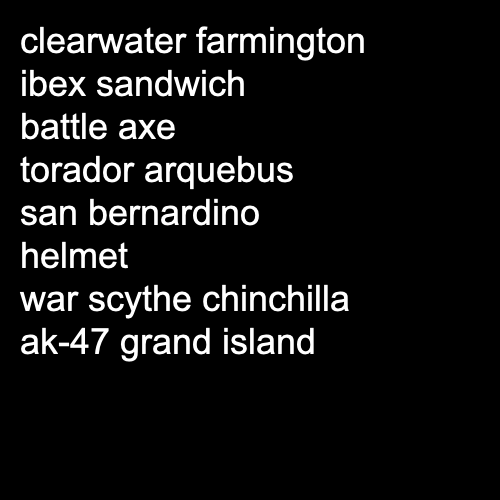 clearwater farmington
ibex sandwich
battle axe
torador arquebus
san bernardino
helmet
war scythe chinchilla
ak-47 grand island